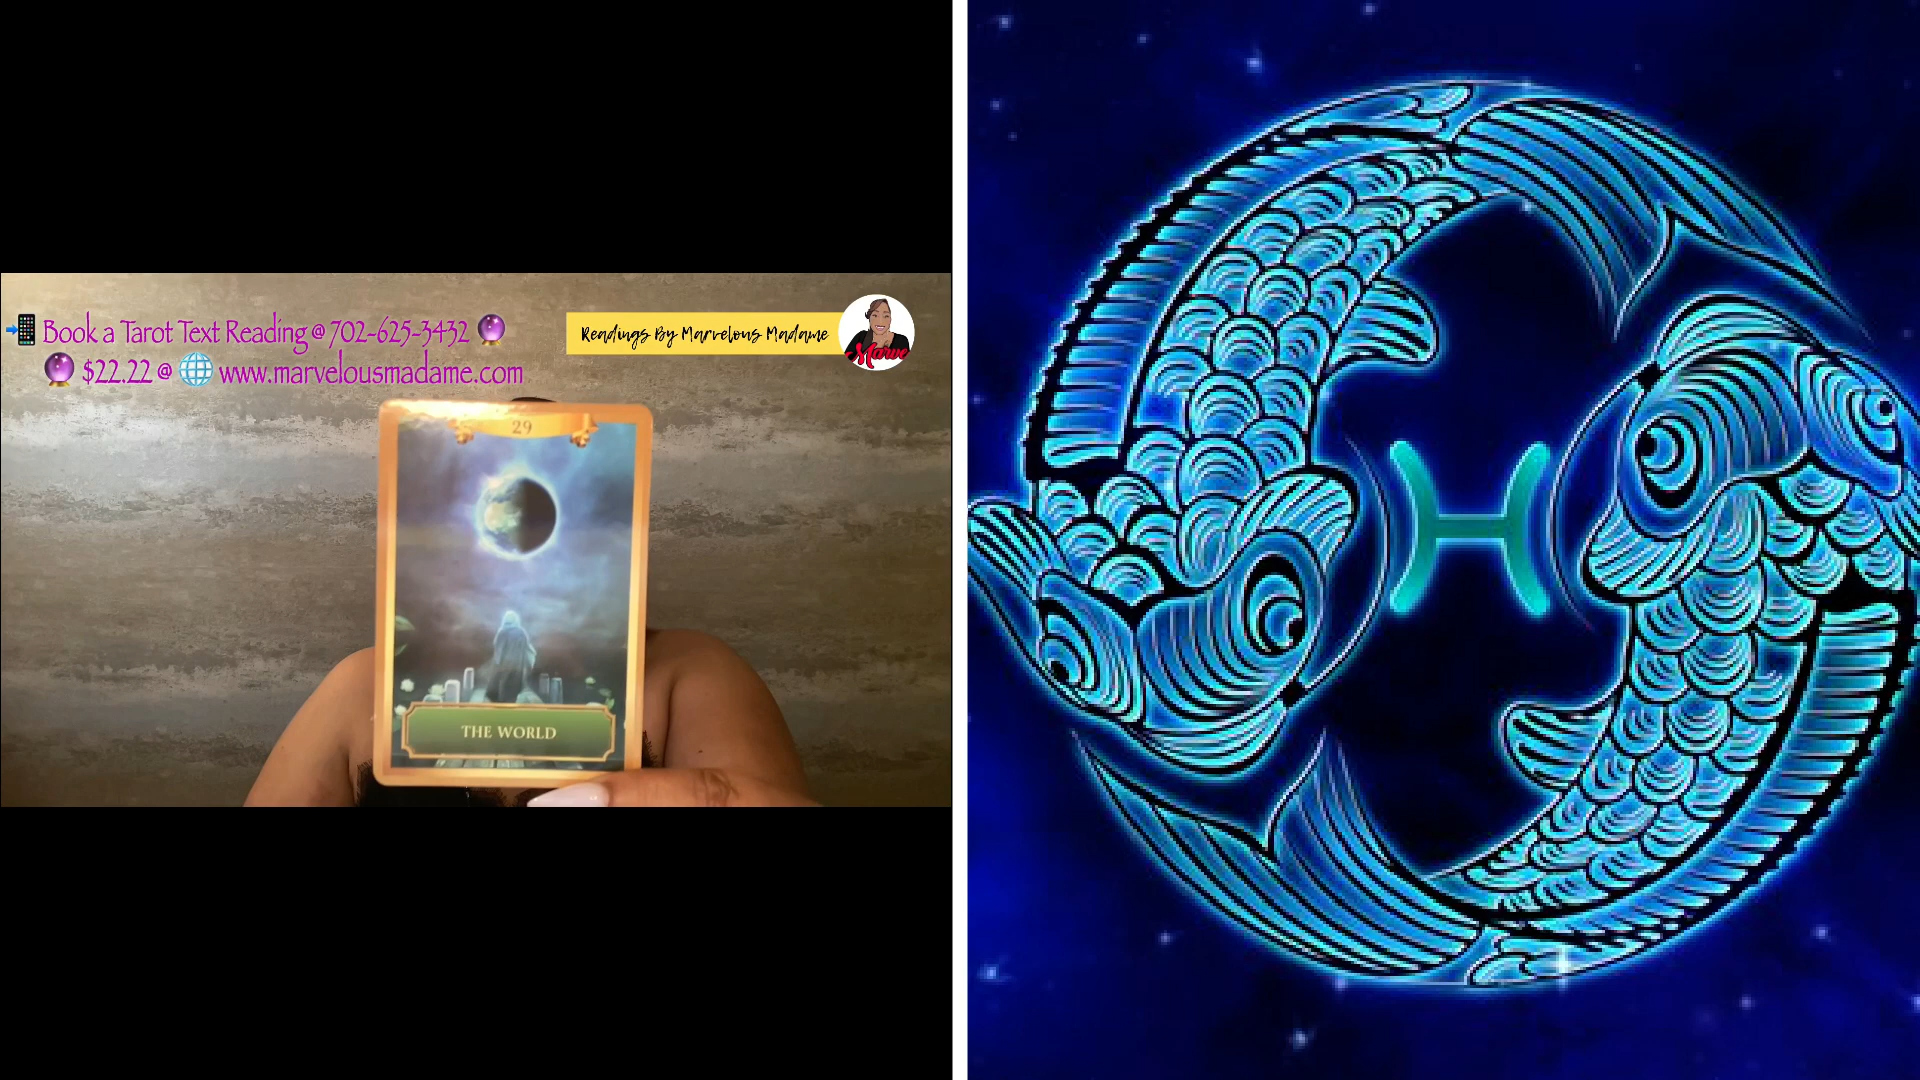 Book a Tarot Text Reading @ 702-625-3432
$22.22 @ www.marvelousmadame.com
Readings By Marvelous Madame
Marve
29
THE WORLD